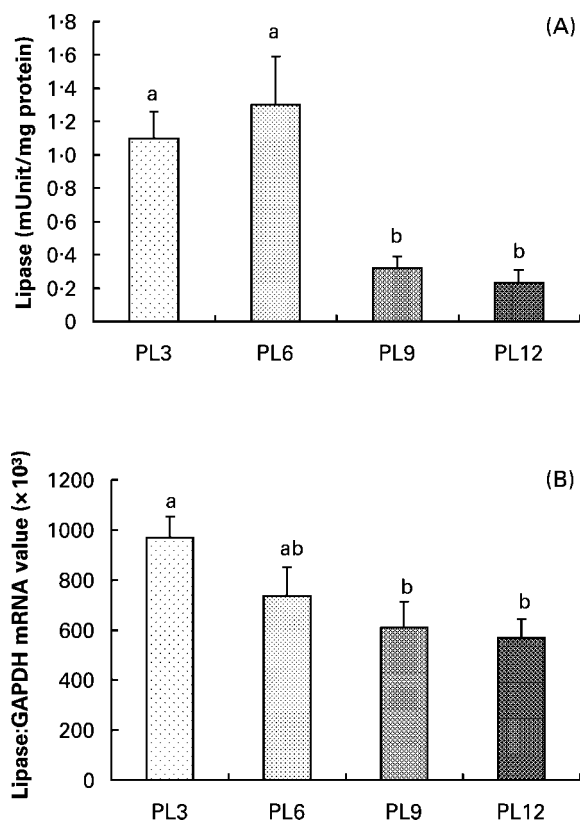 (A)
Lipase (mUnit/mg protein)
1·8
1·6
1·4
1·2
1·0
0·8
0·6
0·4
0·2
0
a
a
b
b
PL3 PL6 PL9 PL12
(B)
Lipase:GAPDH mRNA value (×10³)
1200
1000
800
600
400
200
0
a
ab
b
b
PL3 PL6 PL9 PL12